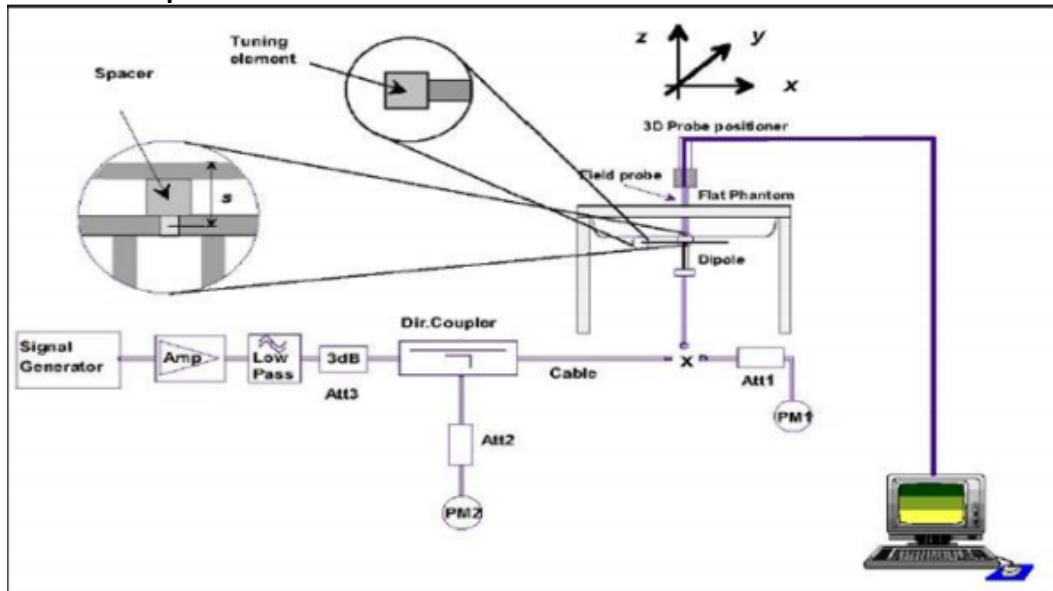 Tuning
element
Spacer
z
y
x
3D Probe positioner
Field probe
s
Flat Phantom
Dipole
Dir.Coupler
Signal
Generator
Amp
Low
Pass
3dB
Att3
Cable
x
Att1
PM1
Att2
PM2